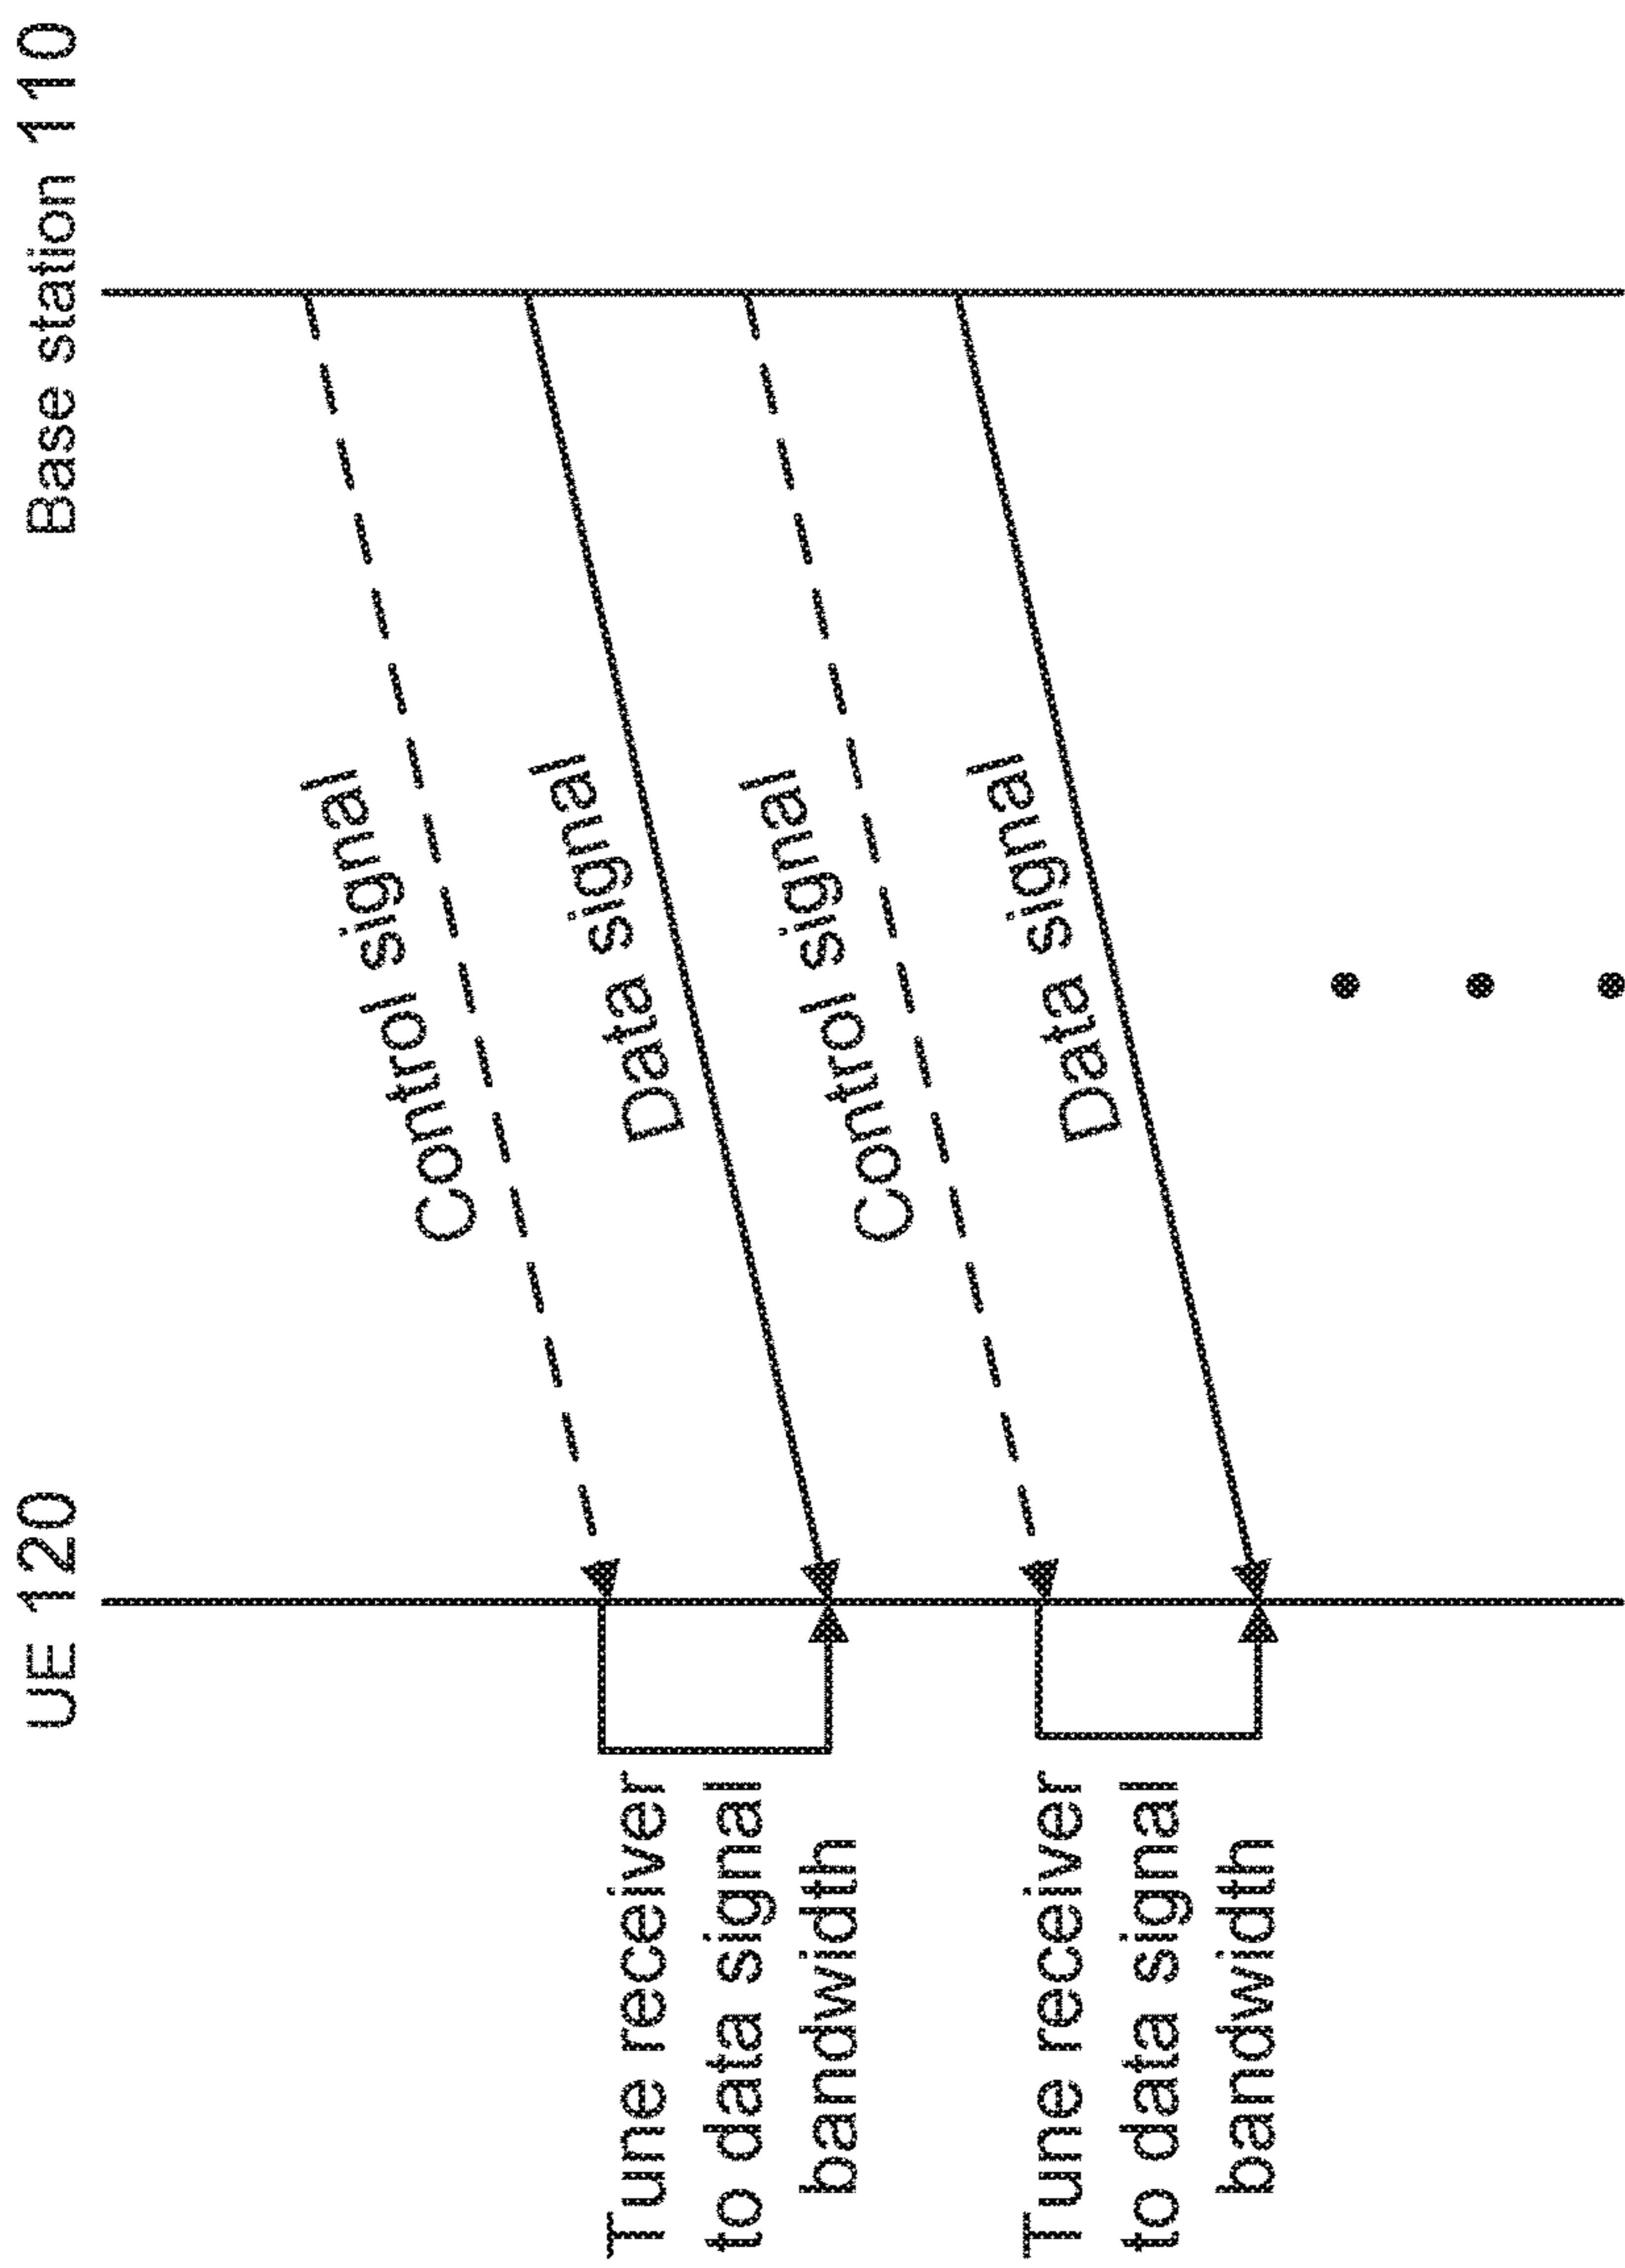 UE 120
Base station 110
Control signal
Data signal
Tune receiver
to data signal
bandwidth
Control signal
Data signal
Tune receiver
to data signal
bandwidth